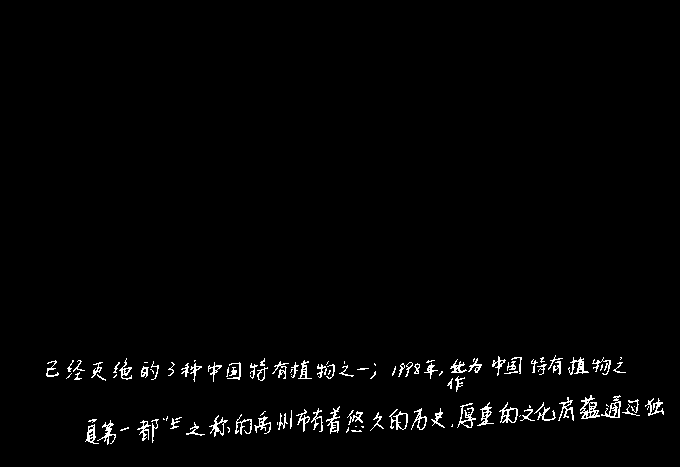 已经灭绝的3种中国特有植物之一；1998年，作为中国特有植物之
夏第一都"之称的禹州市有着悠久的历史，厚重的文化底蕴通过独